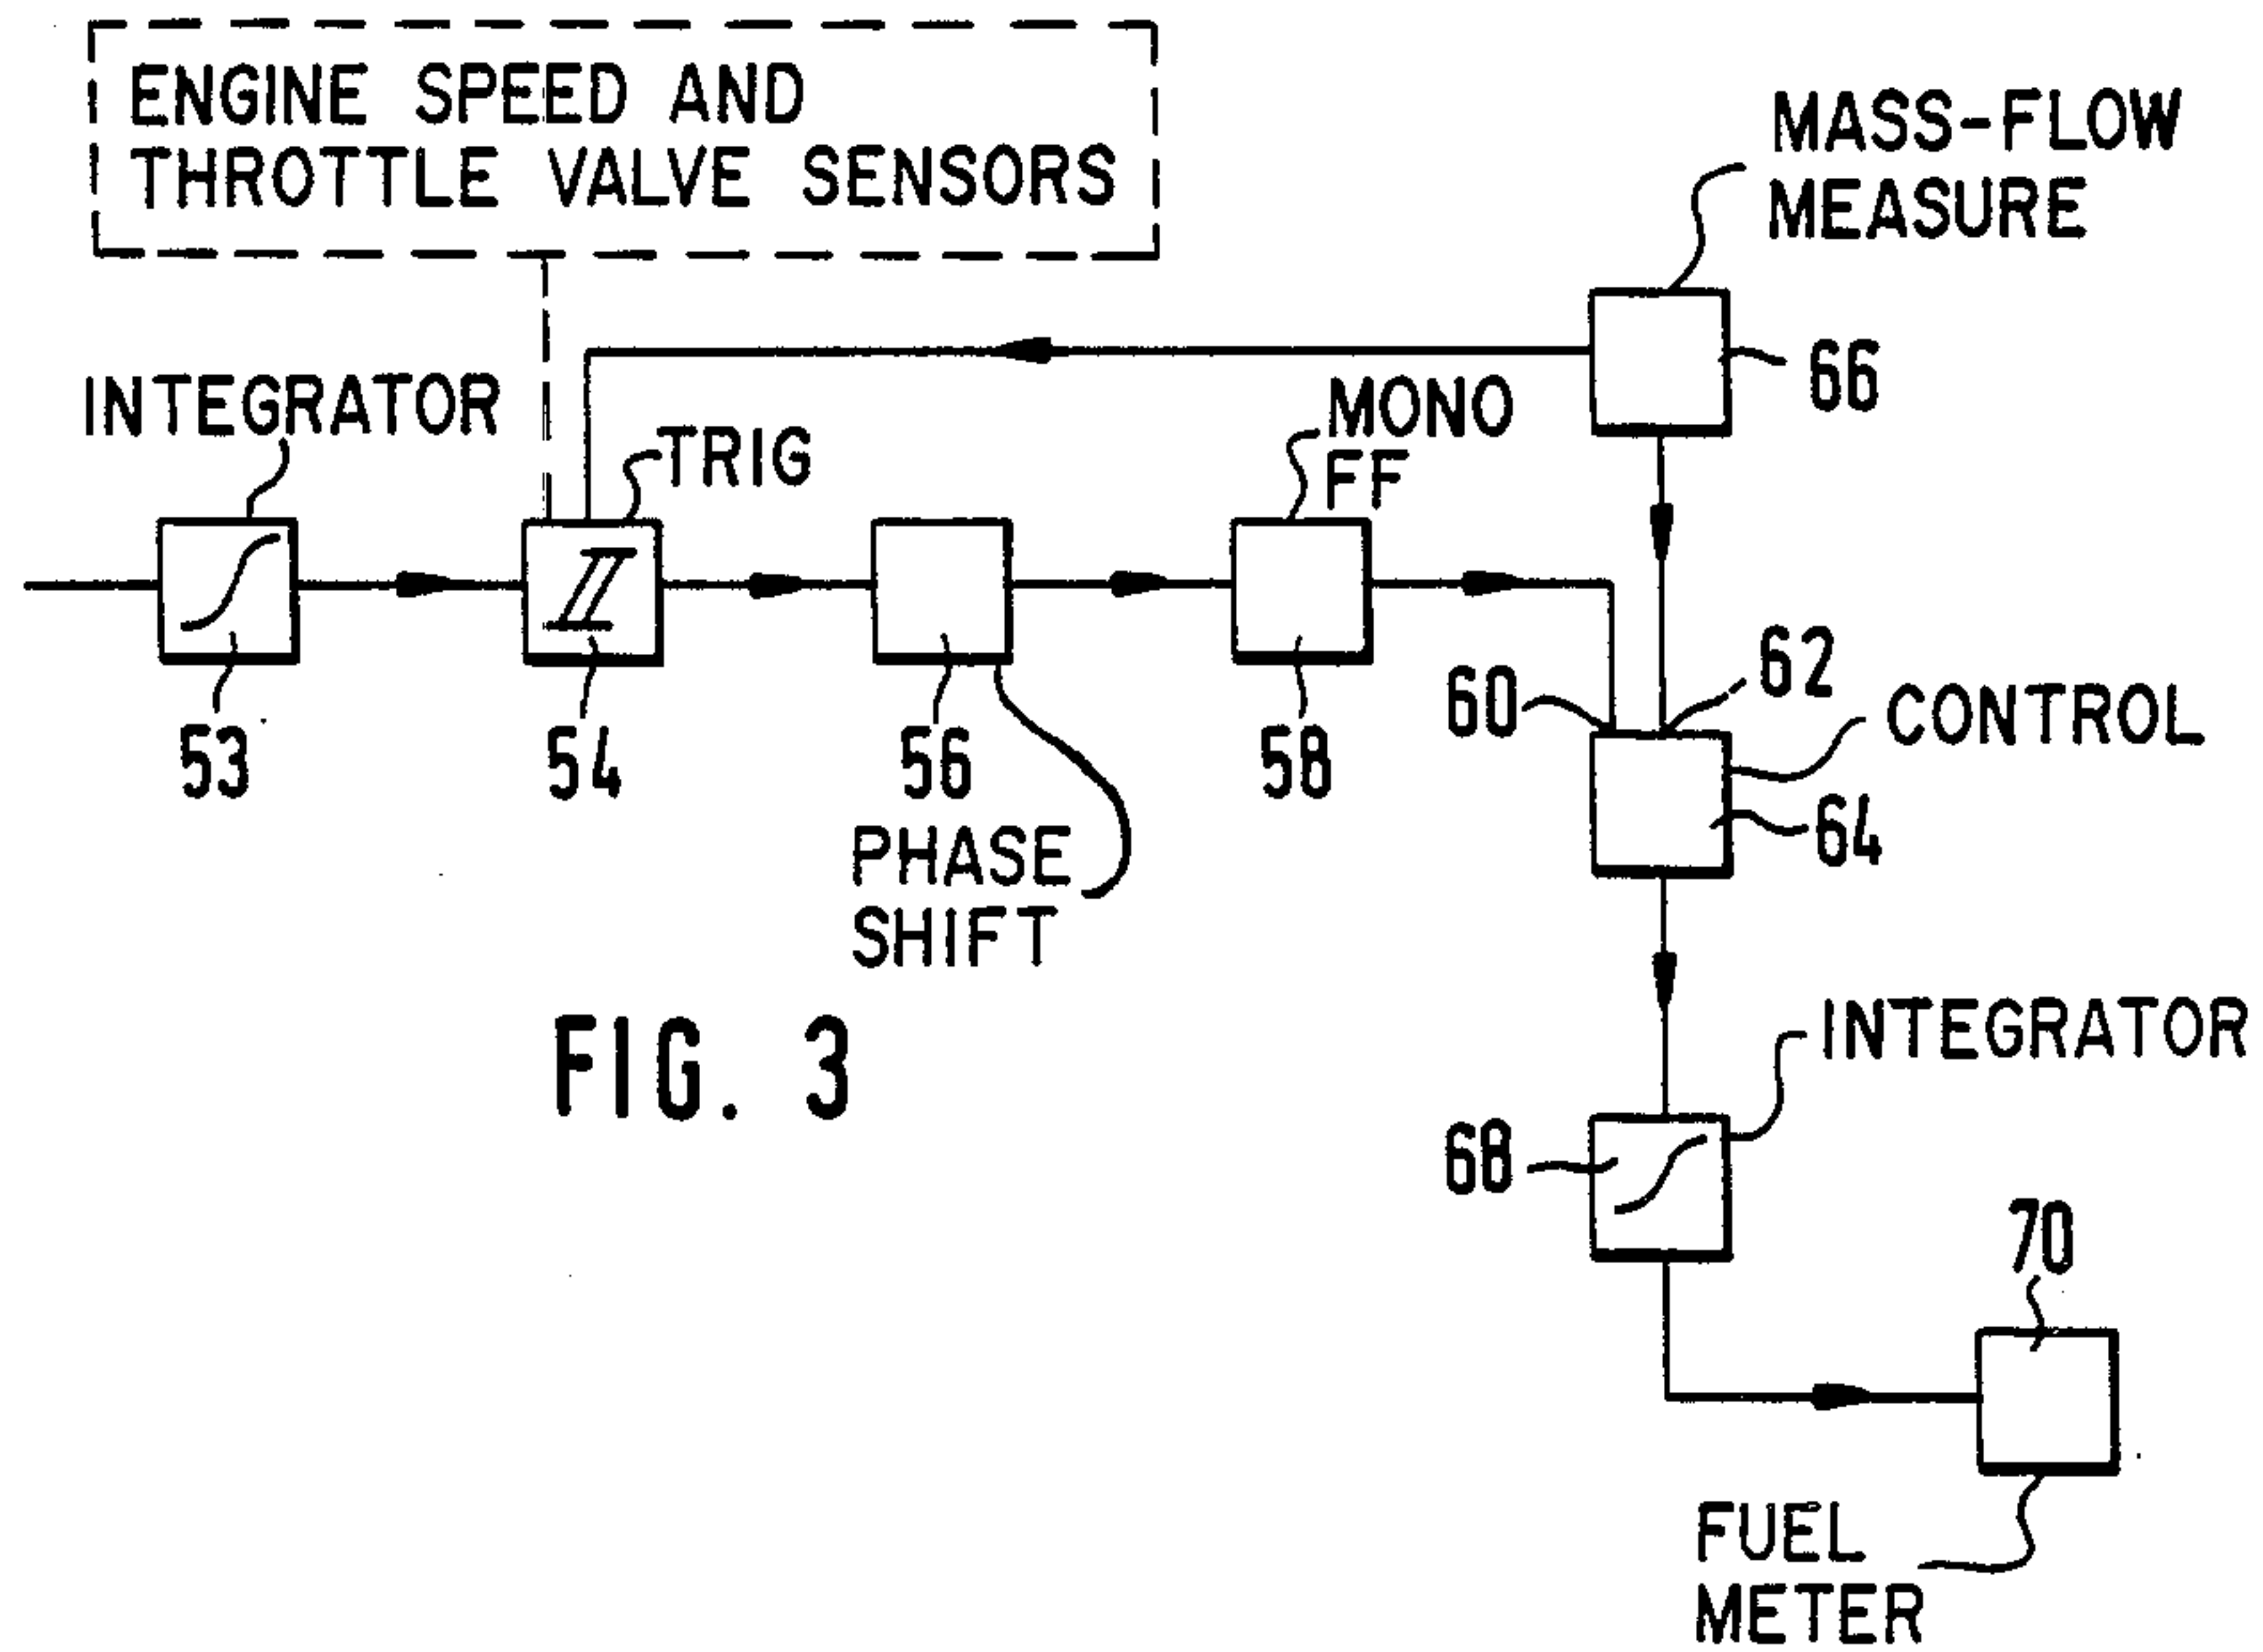 ENGINE SPEED AND
THROTTLE VALVE SENSORS
MASS-FLOW
MEASURE
66
INTEGRATOR
TRIG
MONO
FF
53
54
56
58
60
62
CONTROL
64
PHASE
SHIFT
FIG. 3
INTEGRATOR
68
70
FUEL
METER